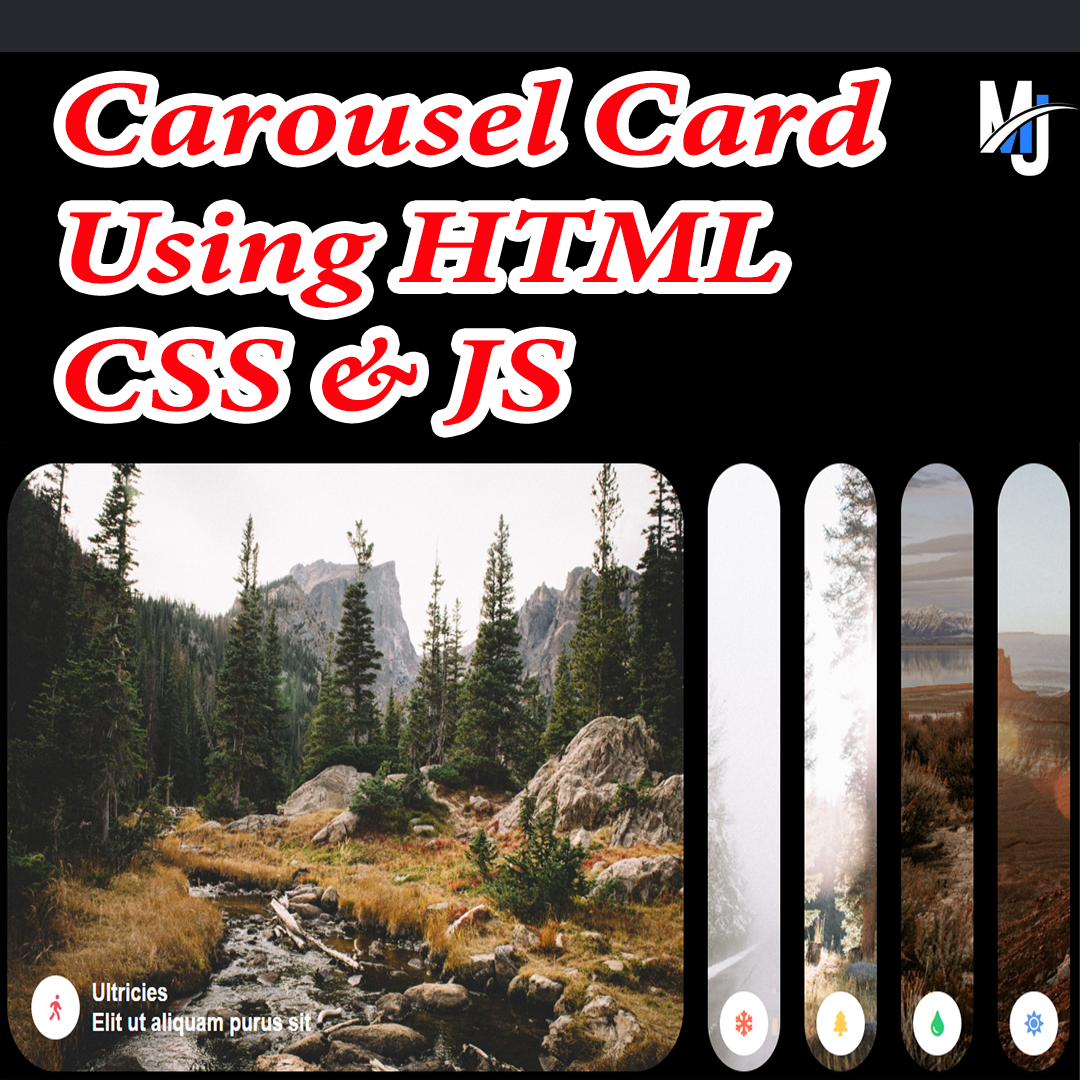 Carousel Card
MJ
Using HTML
CSS & JS
Ultricies
Elit ut aliquam purus sit